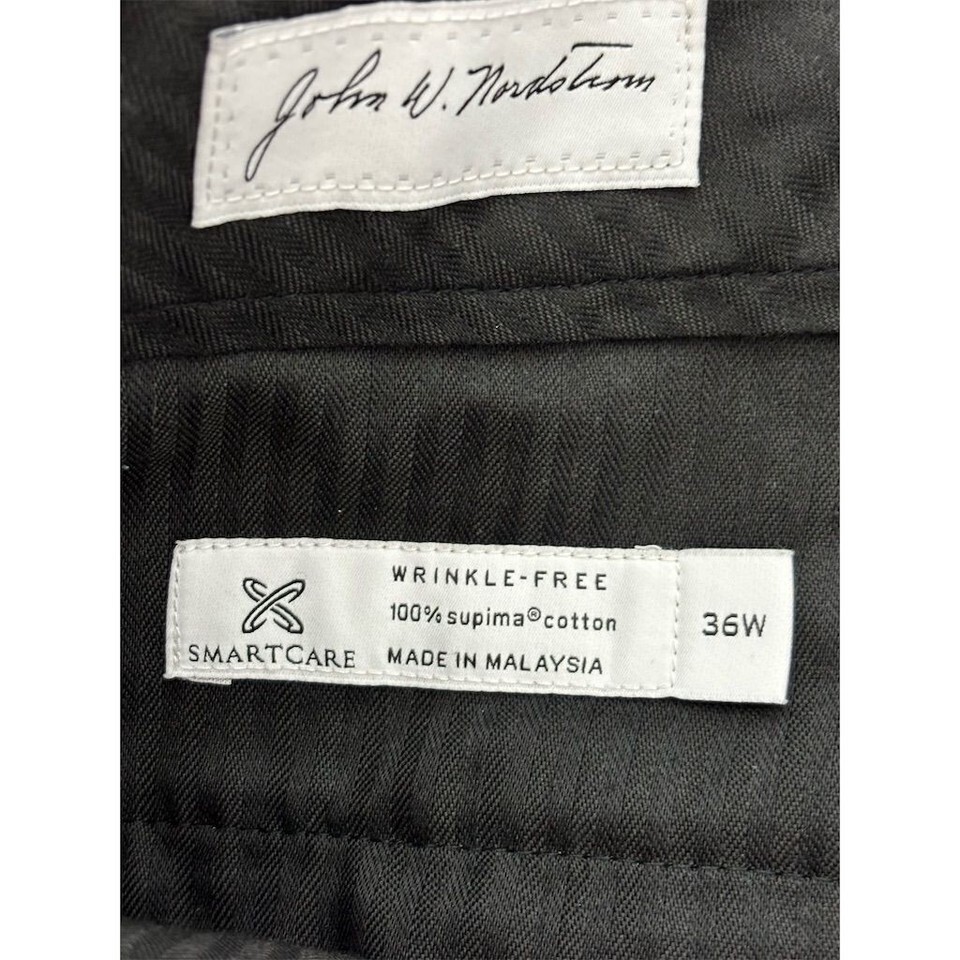 John W. Nordstrom
WRINKLE-FREE
100% supima® cotton
SMARTCARE MADE IN MALAYSIA
36W